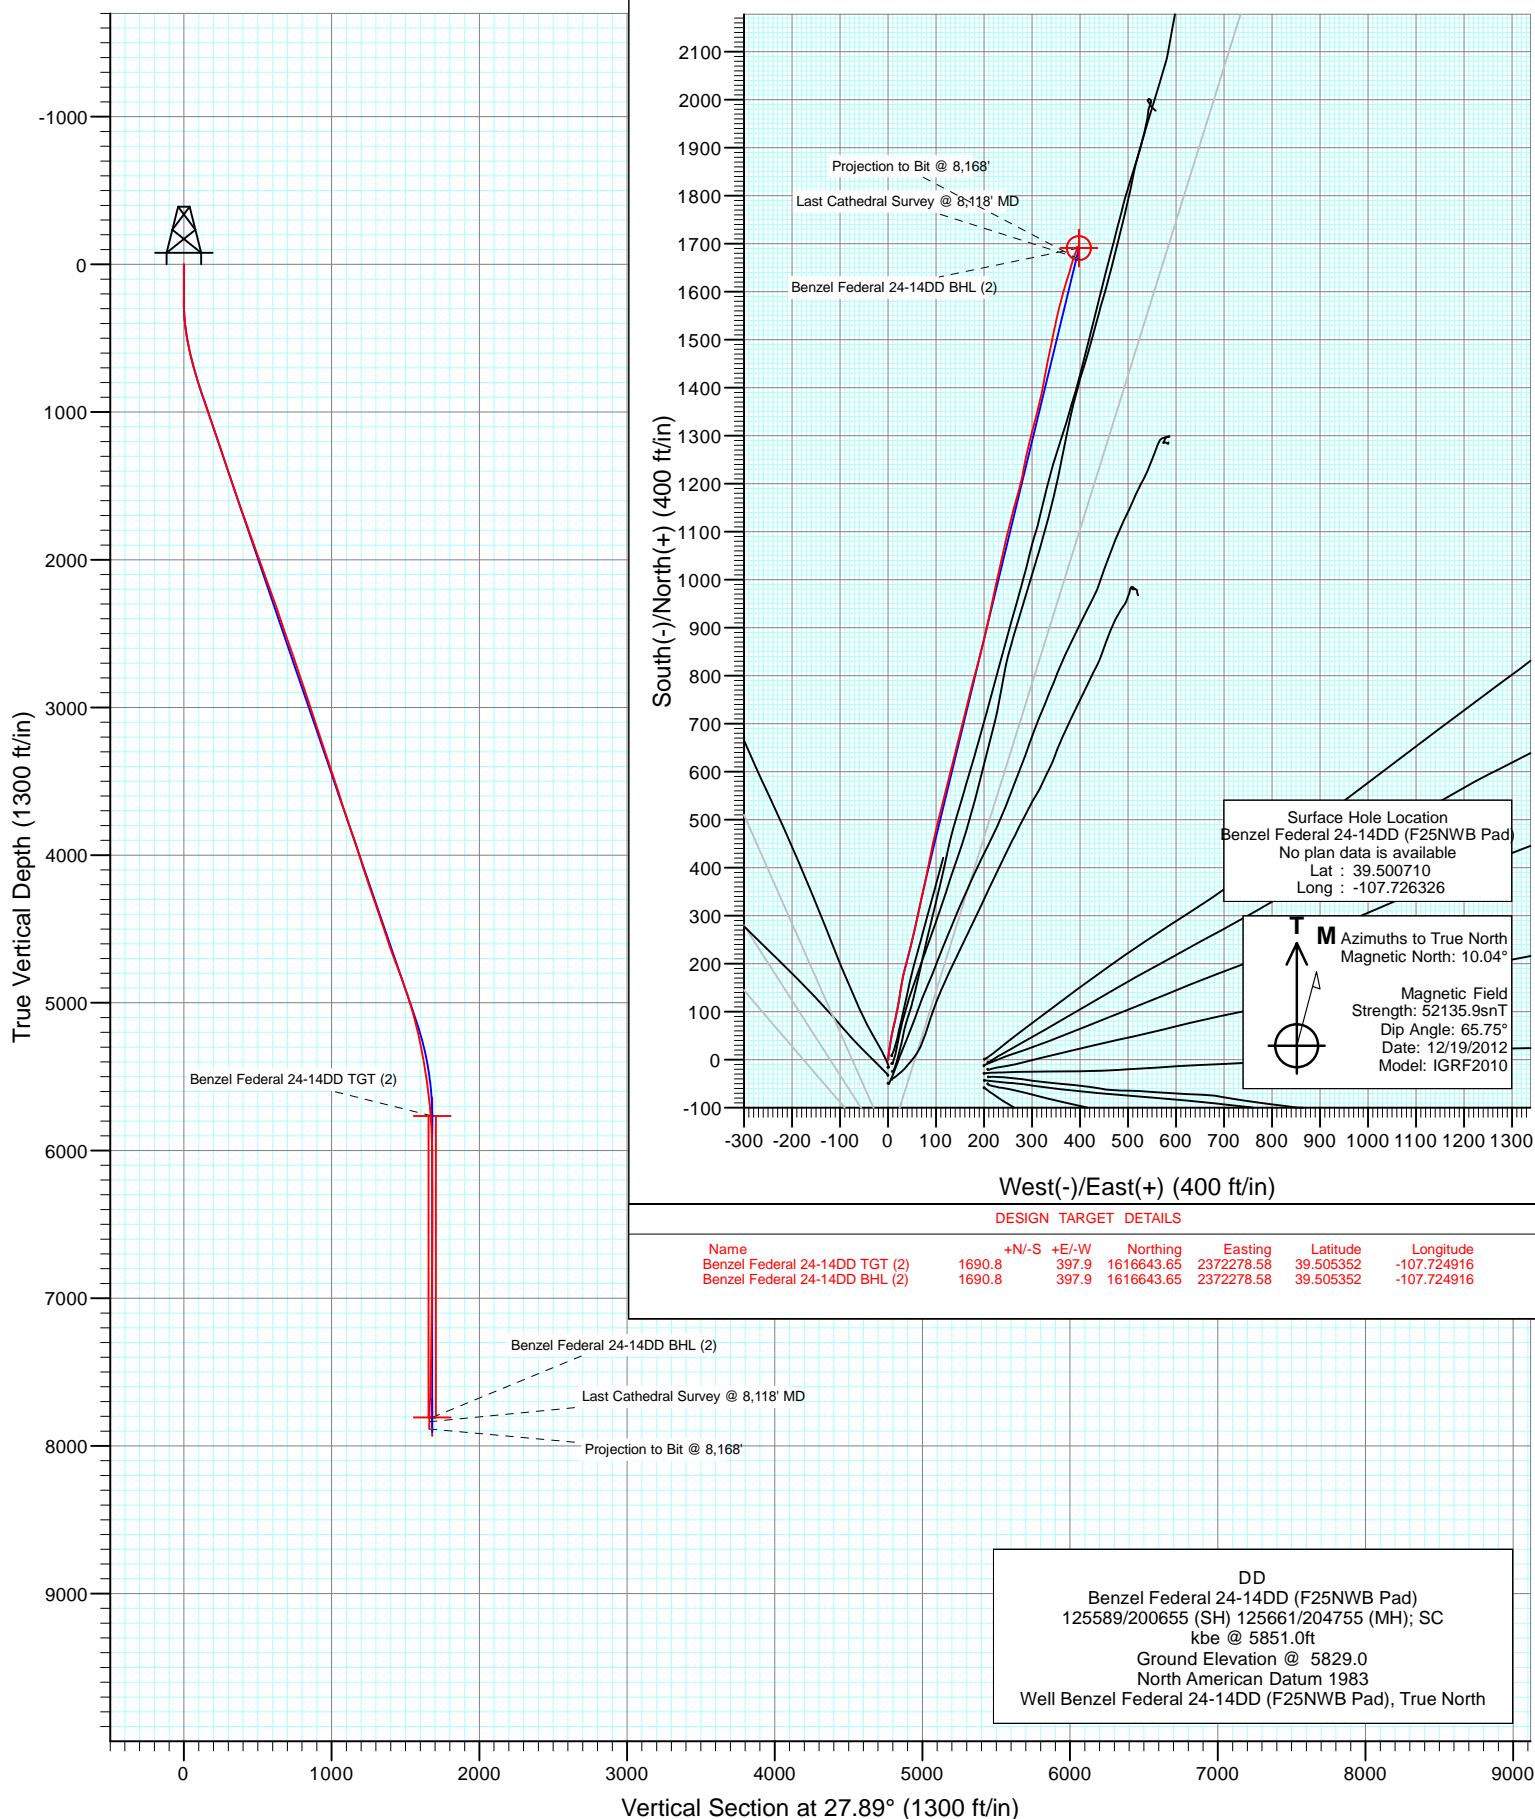 -1000
0
1000
2000
3000
4000
5000
6000
7000
8000
9000
True Vertical Depth (1300 ft/in)
0
1000
2000
3000
4000
5000
6000
7000
8000
9000
Vertical Section at 27.89° (1300 ft/in)
Benzel Federal 24-14DD TGT (2)
Benzel Federal 24-14DD BHL (2)
Last Cathedral Survey @ 8,118' MD
Projection to Bit @ 8,168'
2100
2000
1900
1800
1700
1600
1500
1400
1300
1200
1100
1000
900
800
700
600
500
400
300
200
100
0
-100
South(-)/North(+) (400 ft/in)
-300
-200
-100
0
100
200
300
400
500
600
700
800
900
1000
1100
1200
1300
West(-)/East(+) (400 ft/in)
Projection to Bit @ 8,168'
Last Cathedral Survey @ 8,118' MD
Benzel Federal 24-14DD BHL (2)
Surface Hole Location
Benzel Federal 24-14DD (F25NWB Pad)
No plan data is available
Lat : 39.500710
Long : -107.726326
T
M
Azimuths to True North
Magnetic North: 10.04°
Magnetic Field
Strength: 52135.9snT
Dip Angle: 65.75°
Date: 12/19/2012
Model: IGRF2010
DESIGN TARGET DETAILS
Name +N/-S +E/-W Northing Easting Latitude Longitude
Benzel Federal 24-14DD TGT (2) 1690.8 397.9 1616643.65 2372278.58 39.505352 -107.724916
Benzel Federal 24-14DD BHL (2) 1690.8 397.9 1616643.65 2372278.58 39.505352 -107.724916
DD
Benzel Federal 24-14DD (F25NWB Pad)
125589/200655 (SH) 125661/204755 (MH); SC
kbe @ 5851.0ft
Ground Elevation @ 5829.0
North American Datum 1983
Well Benzel Federal 24-14DD (F25NWB Pad), True North